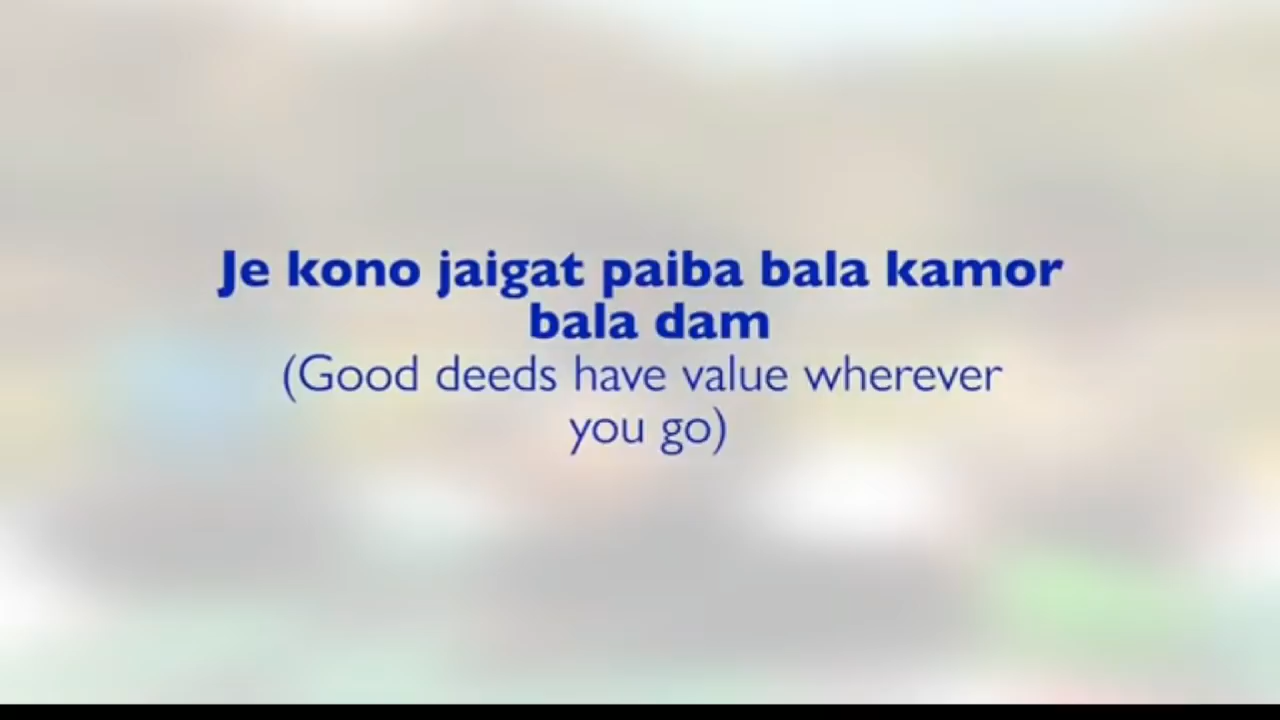 Je kono jaigat paiba bala kamor
bala dam
(Good deeds have value wherever
you go)